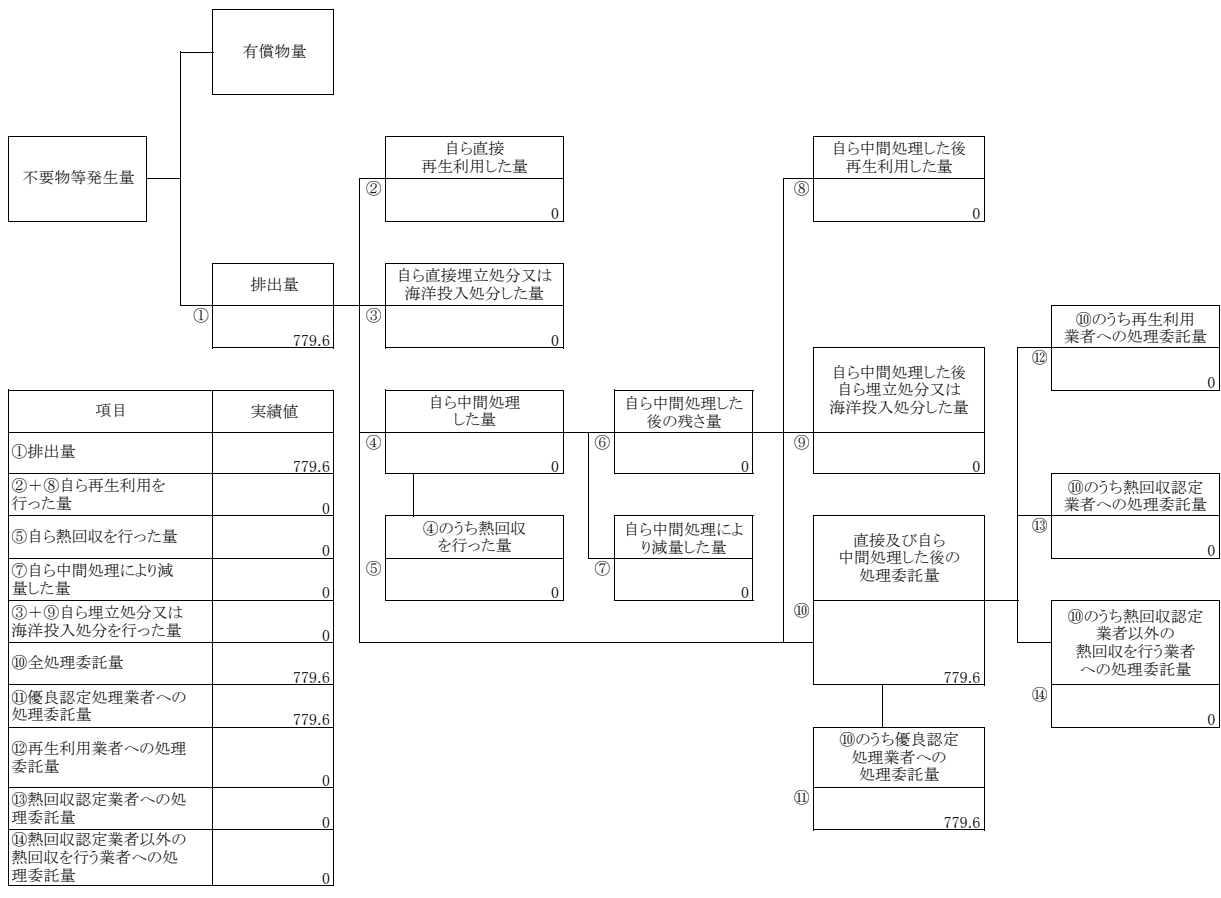 有償物量
不要物等発生量
自ら直接
再生利用した量
②
0
自ら中間処理した後
再生利用した量
⑧
0
排出量
①
779.6
自ら直接埋立処分又は
海洋投入処分した量
③
0
⑩のうち再生利用
業者への処理委託量
⑫
0
自ら中間処理した後
自ら埋立処分又は
海洋投入処分した量
⑨
0
自ら中間処理
した量
④
0
自ら中間処理した
後の残さ量
⑥
0
⑩のうち熱回収認定
業者への処理委託量
⑬
0
④のうち熱回収
を行った量
⑤
0
自ら中間処理によ
り減量した量
⑦
0
直接及び自ら
中間処理した後の
処理委託量
⑩
779.6
⑩のうち熱回収認定
業者以外の
熱回収を行う業者
への処理委託量
⑭
0
⑩のうち優良認定
処理業者への
処理委託量
⑪
779.6
項目 実績値
①排出量
779.6
②+⑧自ら再生利用を
行った量
0
⑤自ら熱回収を行った量
0
⑦自ら中間処理により減
量した量
0
③+⑨自ら埋立処分又は
海洋投入処分を行った量
0
⑩全処理委託量
779.6
⑪優良認定処理業者への
処理委託量
779.6
⑫再生利用業者への処理
委託量
0
⑬熱回収認定業者への処
理委託量
0
⑭熱回収認定業者以外の
熱回収を行う業者への処
理委託量
0